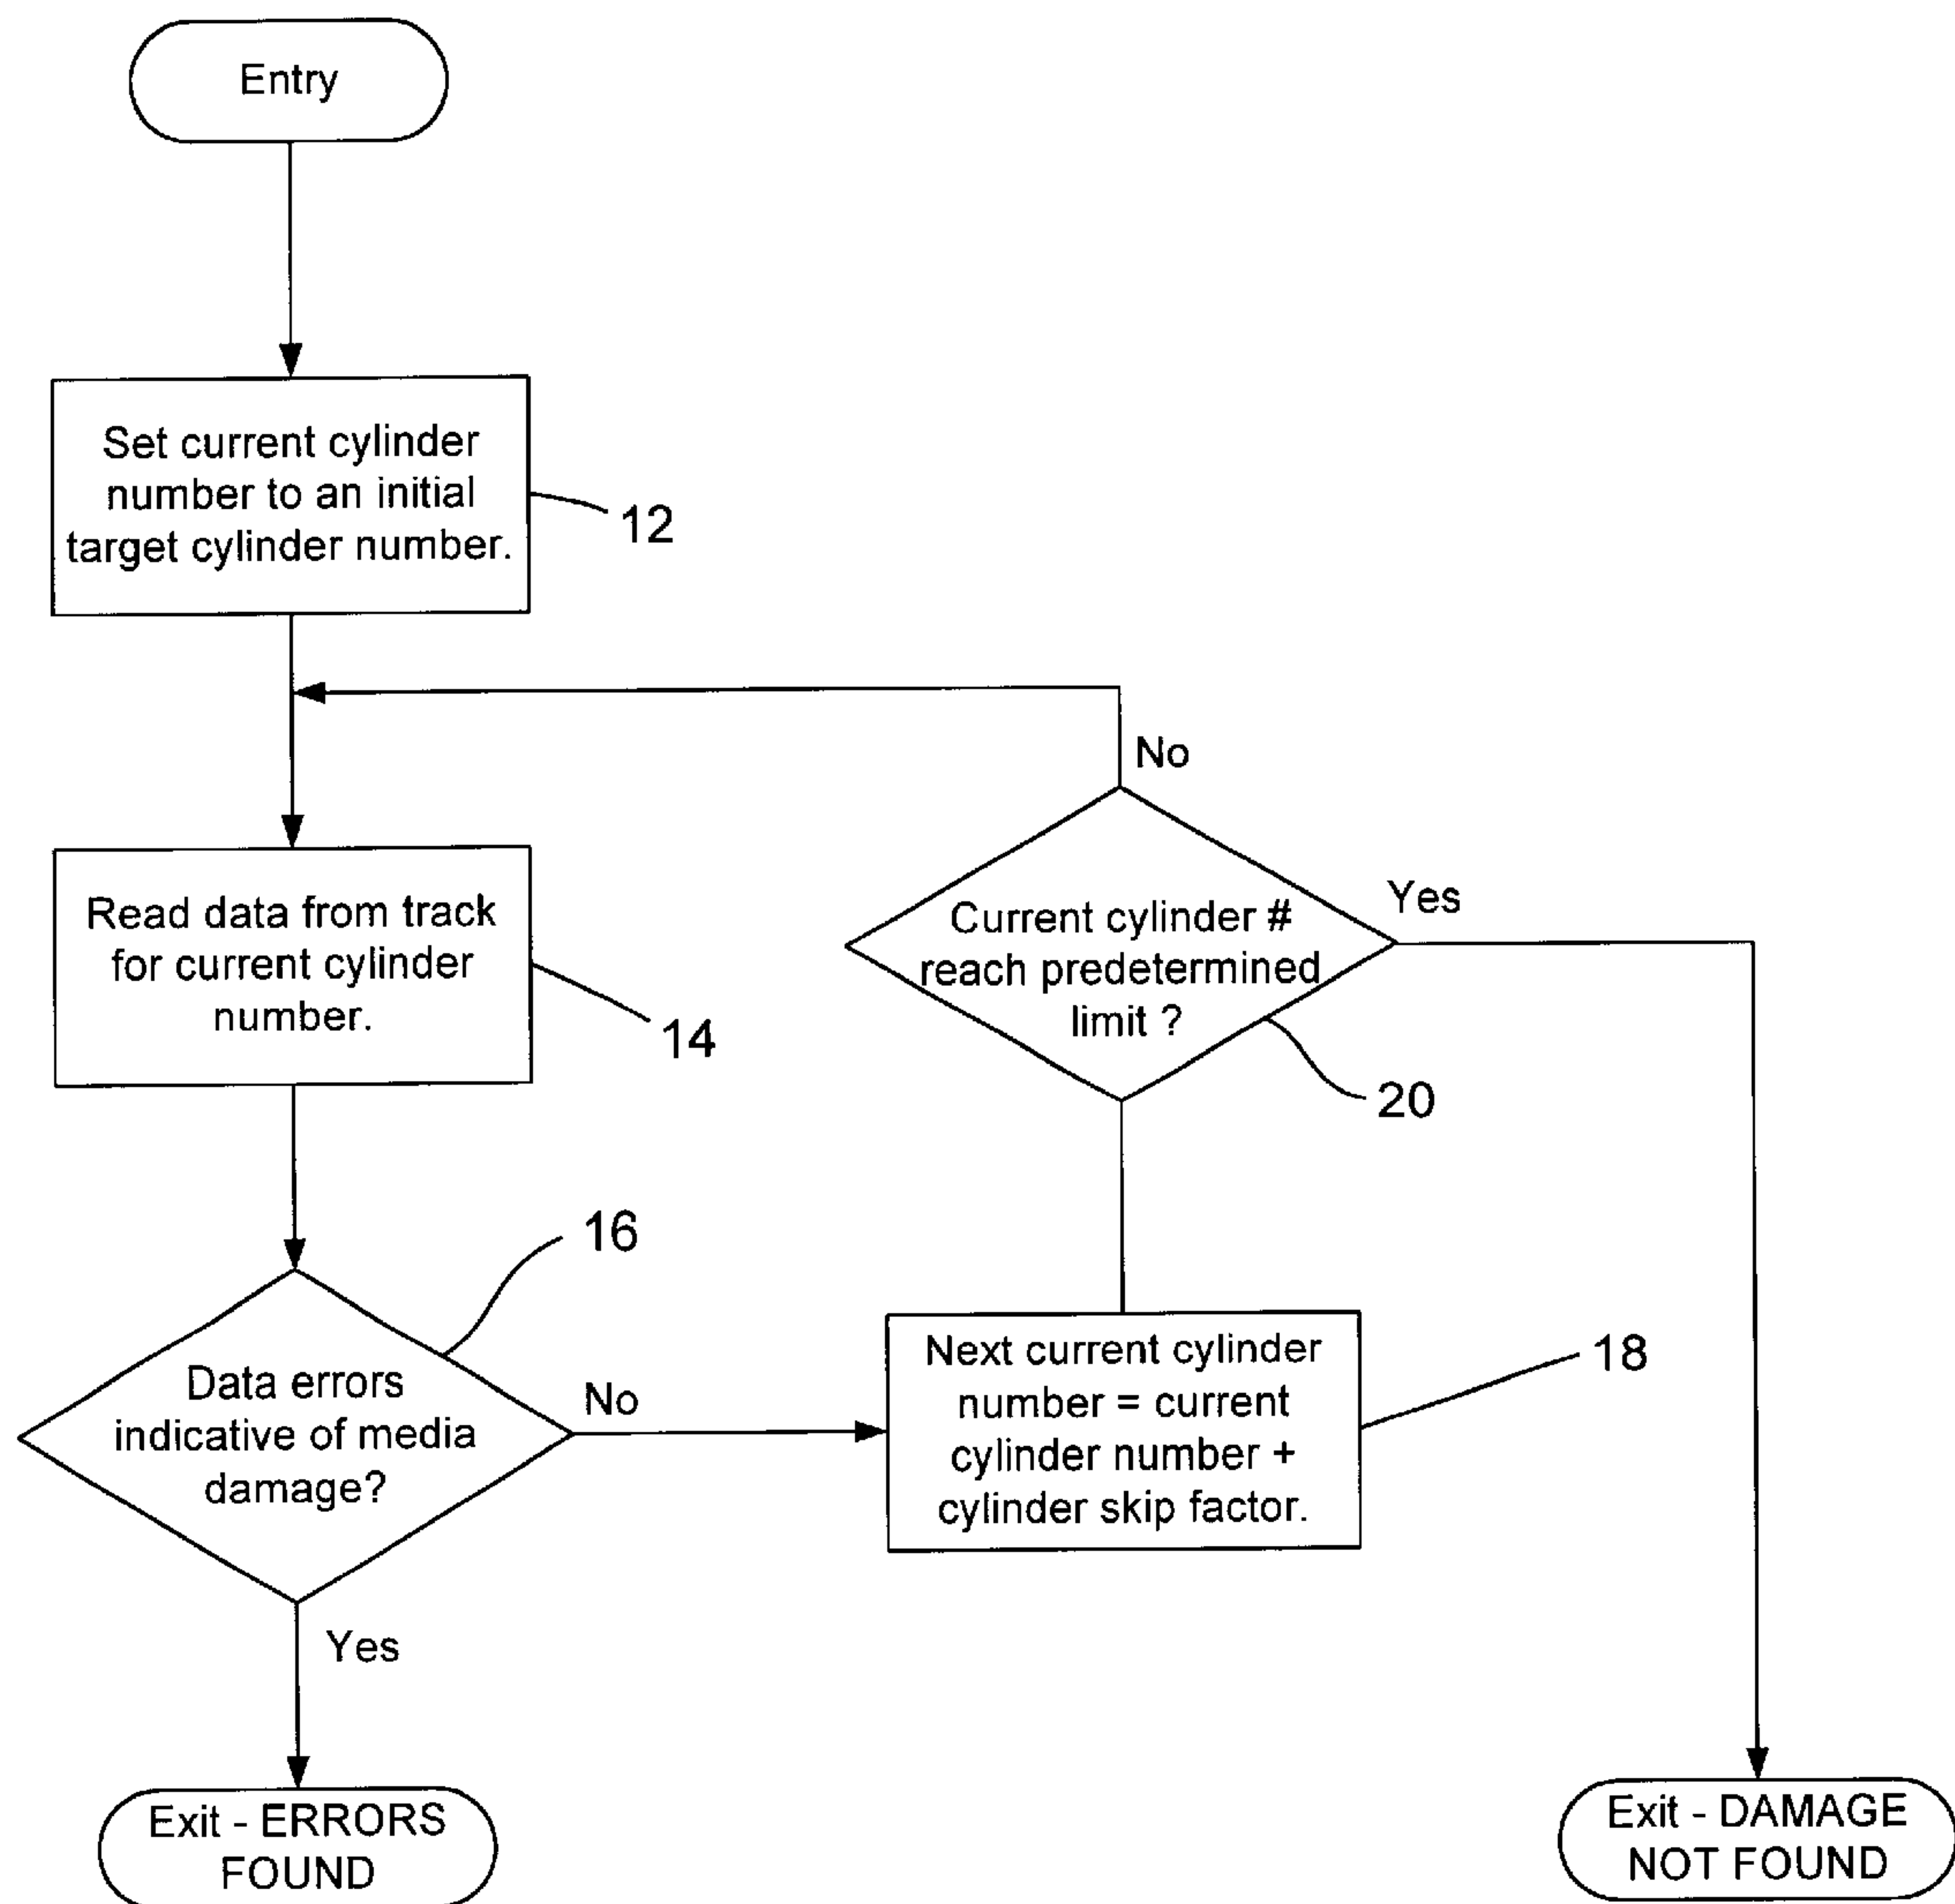 Entry
Set current cylinder
number to an initial
target cylinder number.
12
No
Read data from track
for current cylinder
number.
14
Current cylinder #
reach predetermined
limit ?
Yes
20
16
Data errors
indicative of media
damage?
No
Next current cylinder
number = current
cylinder number +
cylinder skip factor.
18
Yes
Exit - ERRORS
FOUND
Exit - DAMAGE
NOT FOUND